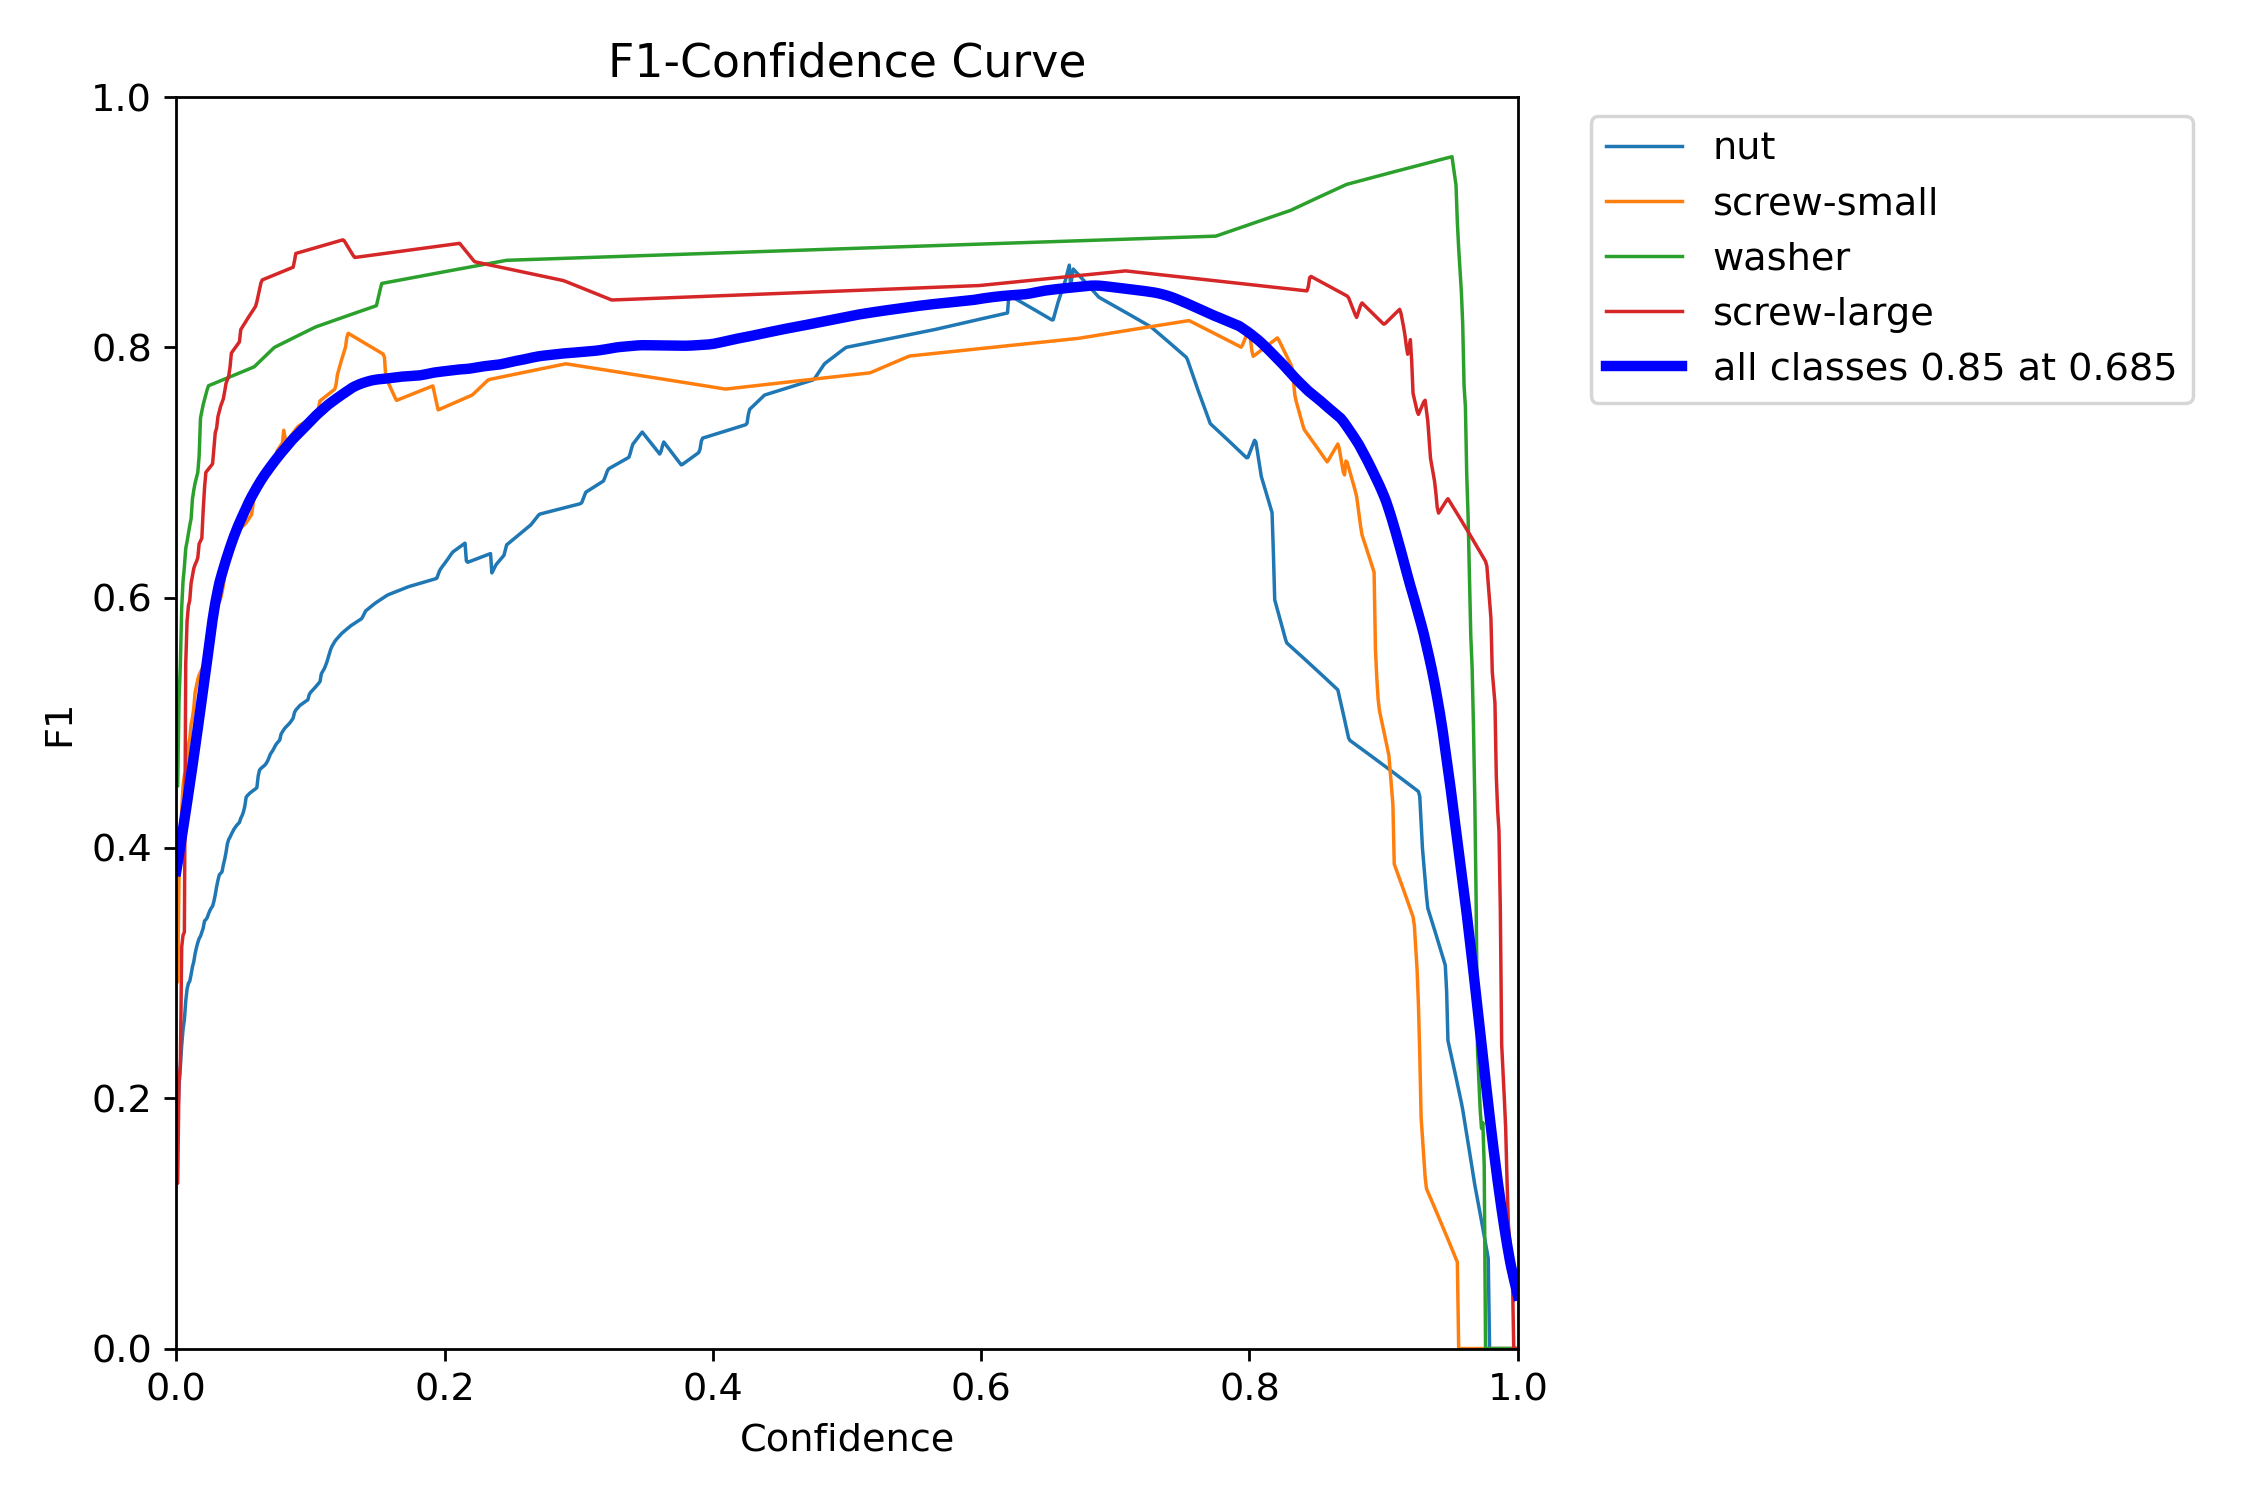 F1-Confidence Curve
1.0
0.8
0.6
0.4
0.2
0.0
F1
0.0 0.2 0.4 0.6 0.8 1.0
Confidence
nut
screw-small
washer
screw-large
all classes 0.85 at 0.685